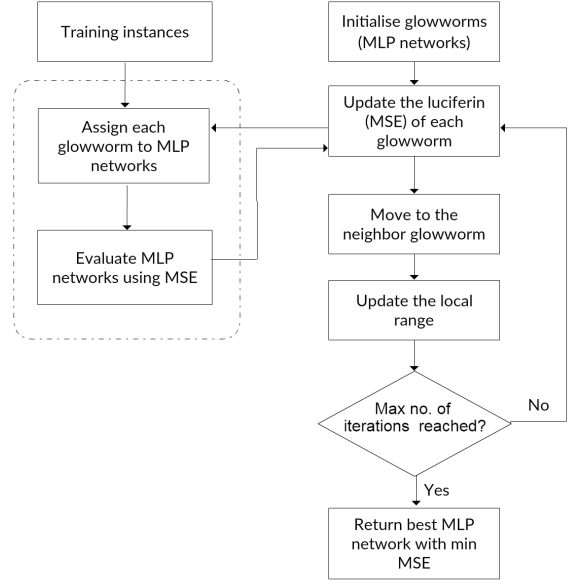 Training instances
Assign each
glowworm to MLP
networks
Evaluate MLP
networks using MSE
Initialise glowworms
(MLP networks)
Update the luciferin
(MSE) of each
glowworm
Move to the
neighbor glowworm
Update the local
range
Max no. of
iterations reached?
No
Yes
Return best MLP
network with min
MSE